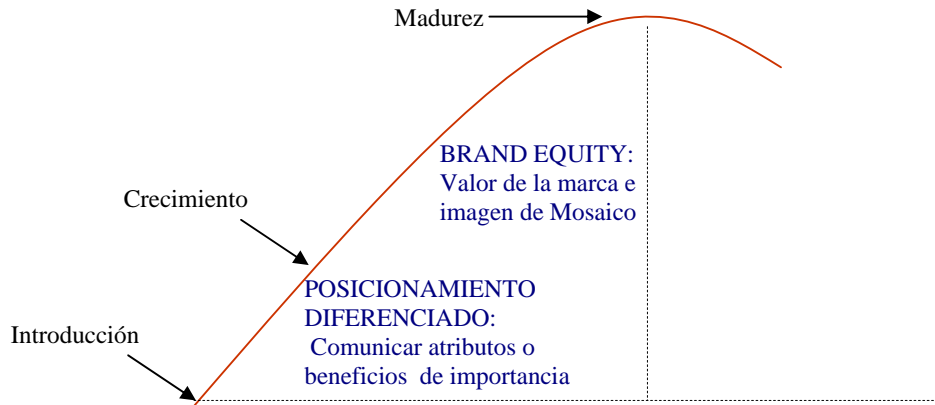 Madurez
BRAND EQUITY:
Valor de la marca e
imagen de Mosaico
Crecimiento
POSICIONAMIENTO
DIFERENCIADO:
Comunicar atributos o
beneficios de importancia
Introducción